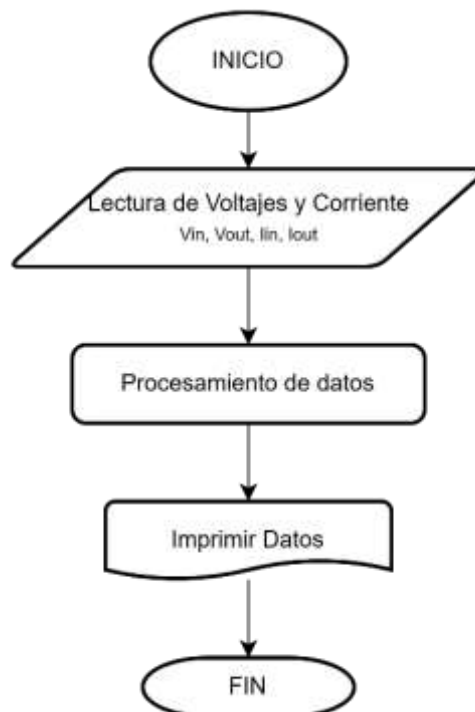 INICIO
Lectura de Voltajes y Corriente
Vin, Vout, Iin, Iout
Procesamiento de datos
Imprimir Datos
FIN